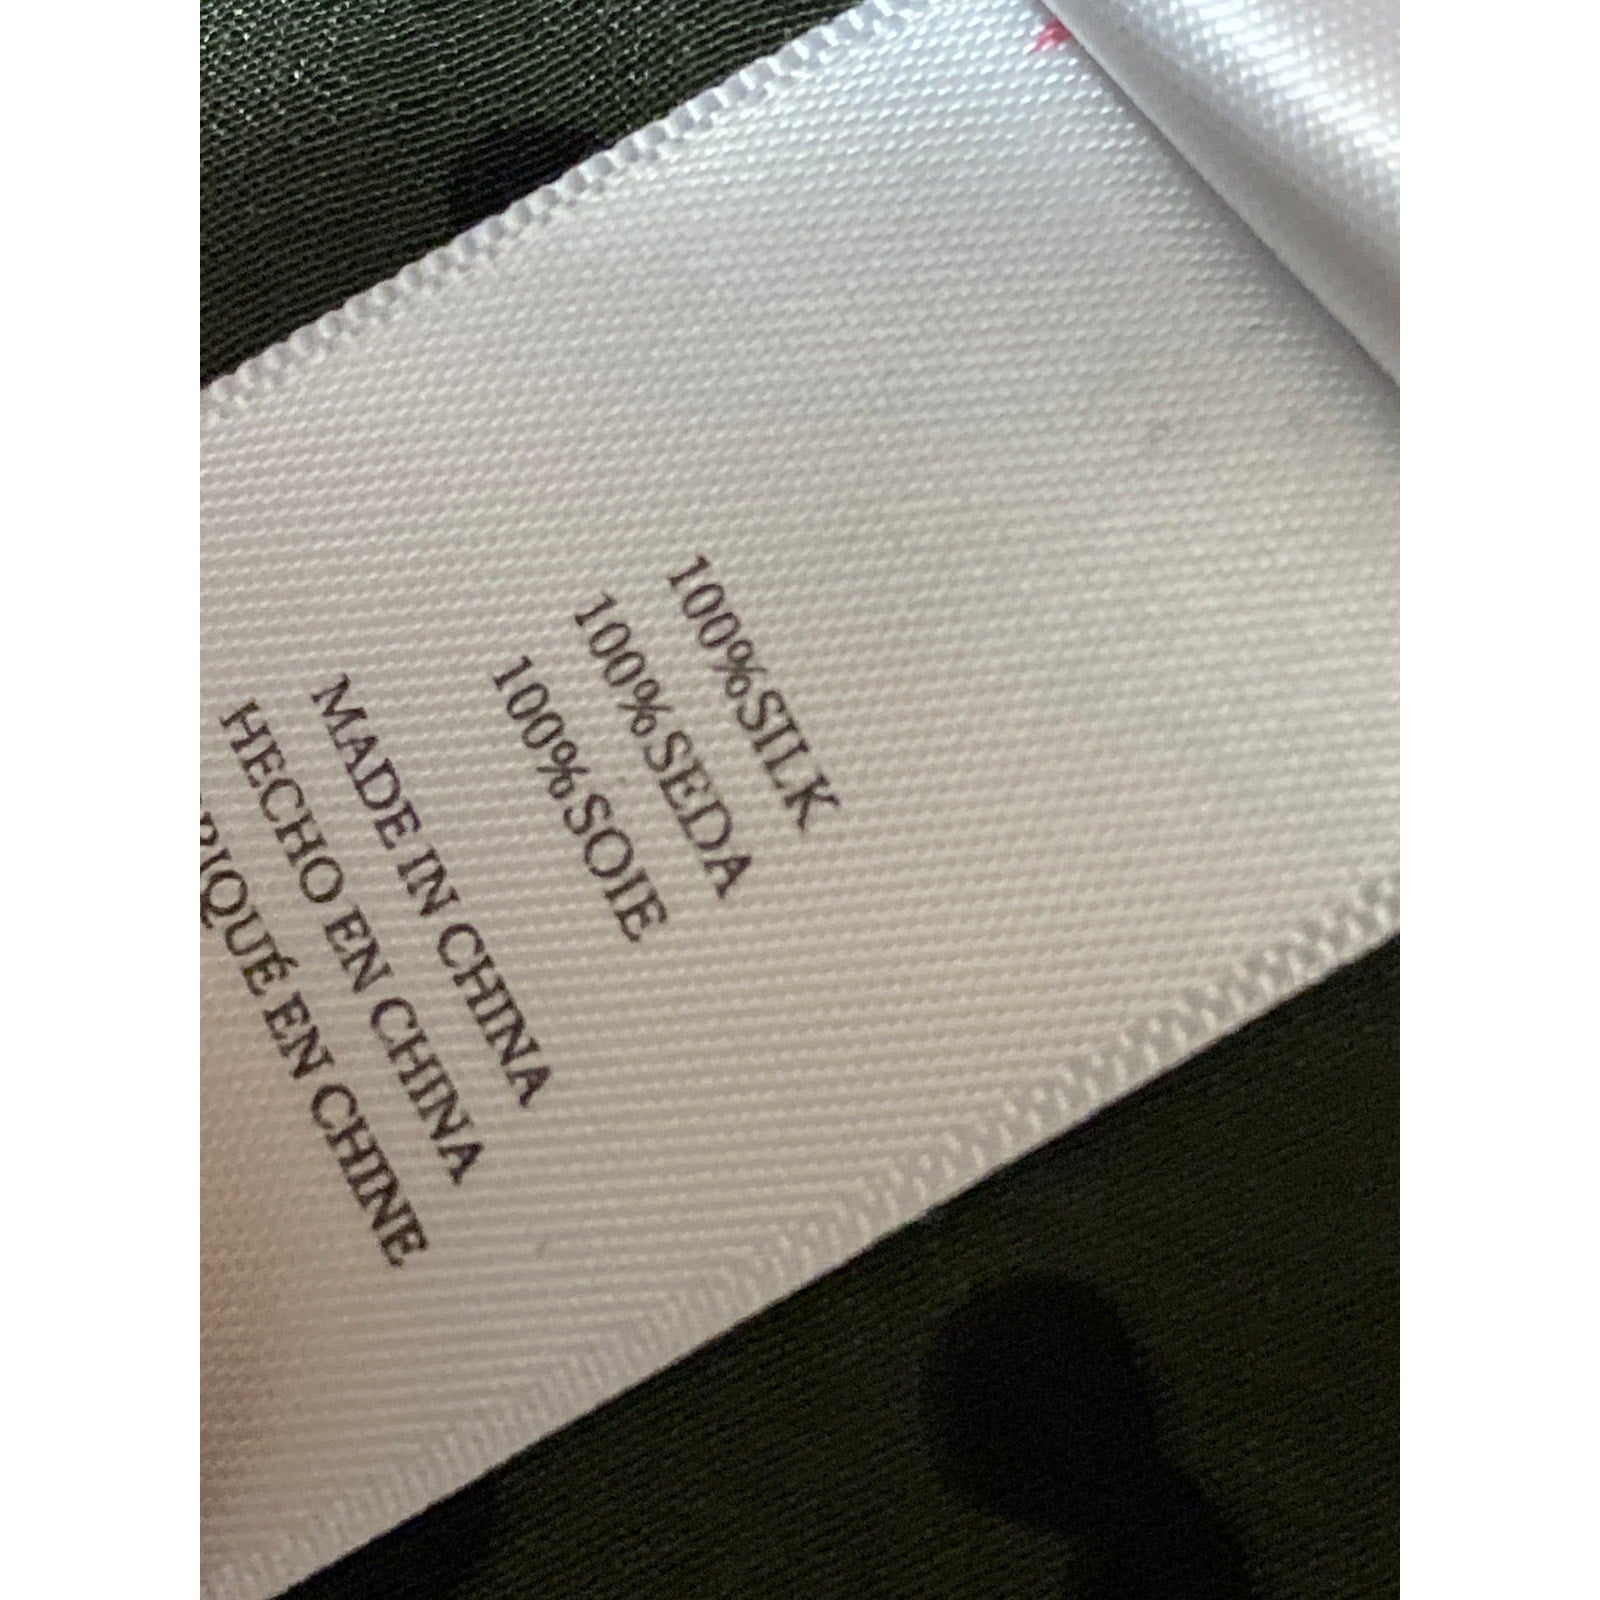 100%SILK
100%SEDA
100%SOIE
MADE IN CHINA
HECHO EN CHINA
EN CHINE